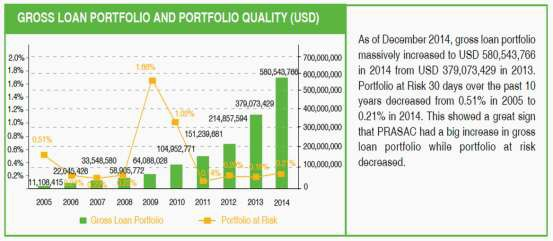 GROSS LOAN PORTFOLIO AND PORTFOLIO QUALITY (USD)
2.0%
1.8%
1.6%
1.4%
1.2%
1.0%
0.8%
0.6%
0.4%
0.2%
0.51%
1.66%
1.02%
11,108,415
22,645,426
33,548,580
58,905,772
64,088,028
104,952,771
151,239,681
214,857,594
379,073,429
580,543,766
700,000,000
600,000,000
500,000,000
400,000,000
300,000,000
200,000,000
100,000,000
0
2005 2006 2007 2008 2009 2010 2011 2012 2013 2014
Gross Loan Portfolio
Portfolio at Risk
As of December 2014, gross loan portfolio
massively increased to USD 580,543,766
in 2014 from USD 379,073,429 in 2013.
Portfolio at Risk 30 days over the past 10
years decreased from 0.51% in 2005 to
0.21% in 2014. This showed a great sign
that PRASAC had a big increase in gross
loan portfolio while portfolio at risk
decreased.